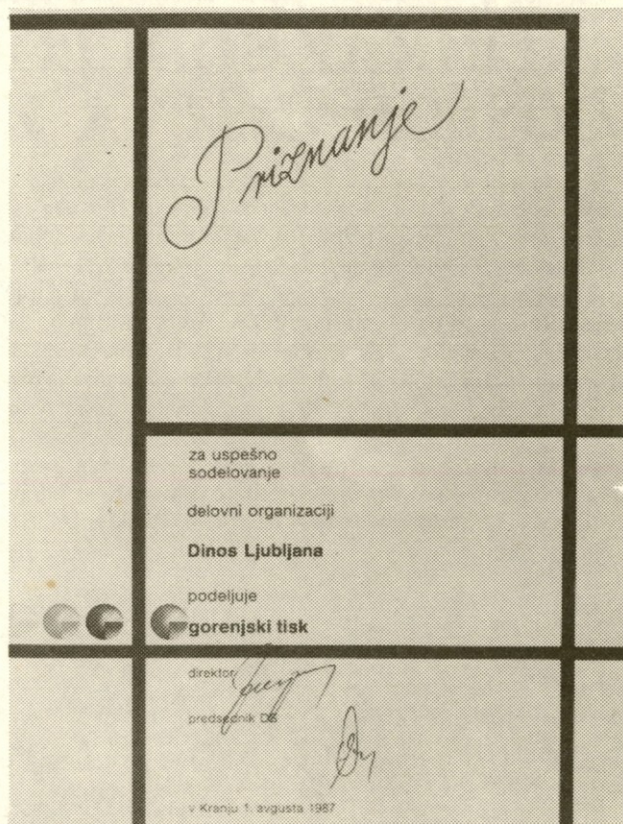 Priznanje
za uspešno
sodelovanje
delovni organizaciji
Dinos Ljubljana
podeljuje
gorenjski tisk
direktor
predsednik DS
v Kranju 1. avgusta 1987